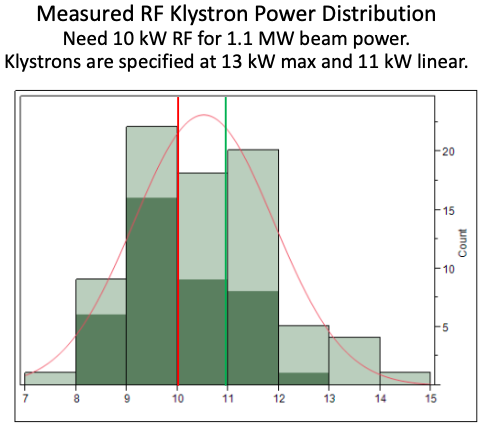 Measured RF Klystron Power Distribution
Need 10 kW RF for 1.1 MW beam power.
Klystrons are specified at 13 kW max and 11 kW linear.
20
15
10
5
Count
7 8 9 10 11 12 13 14 15